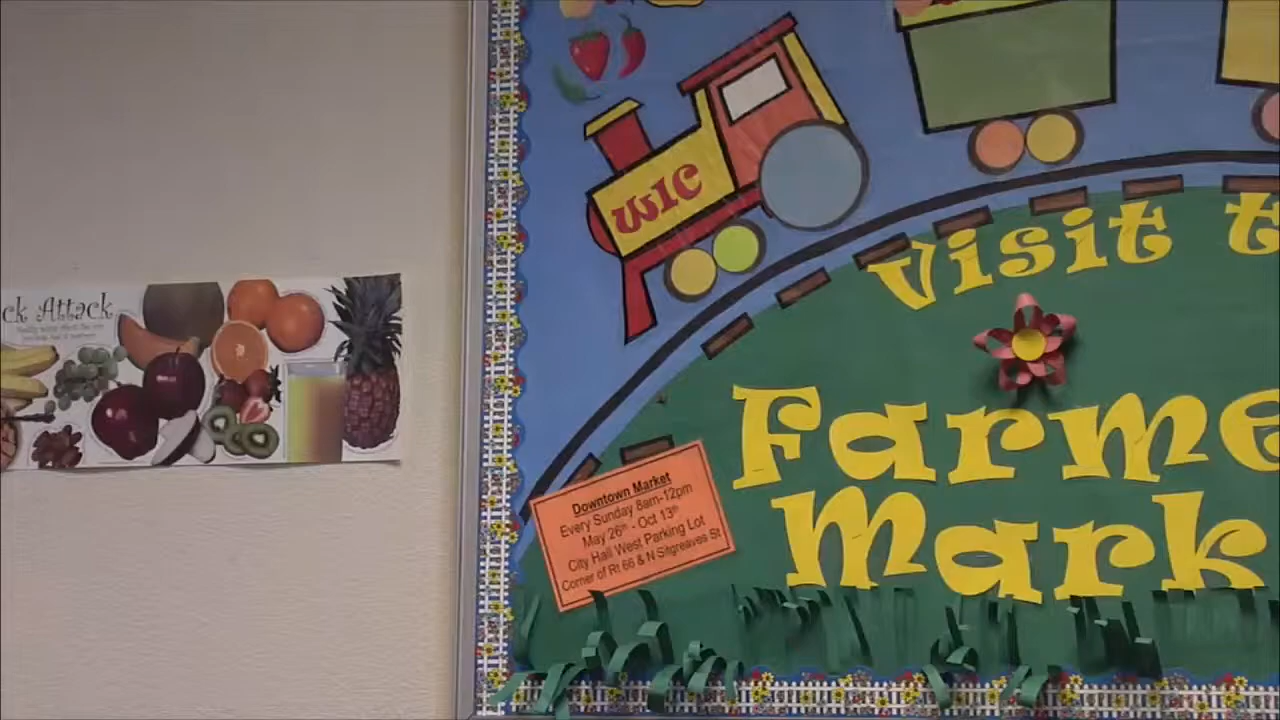 ck Attack
WIC
Visit t
Farme
Mark
Downtown Market
Every Sunday 8am-12pm
May 26th - Oct 13th
City Hall West Parking Lot
Corner of Rt 66 & N Sitgreaves St